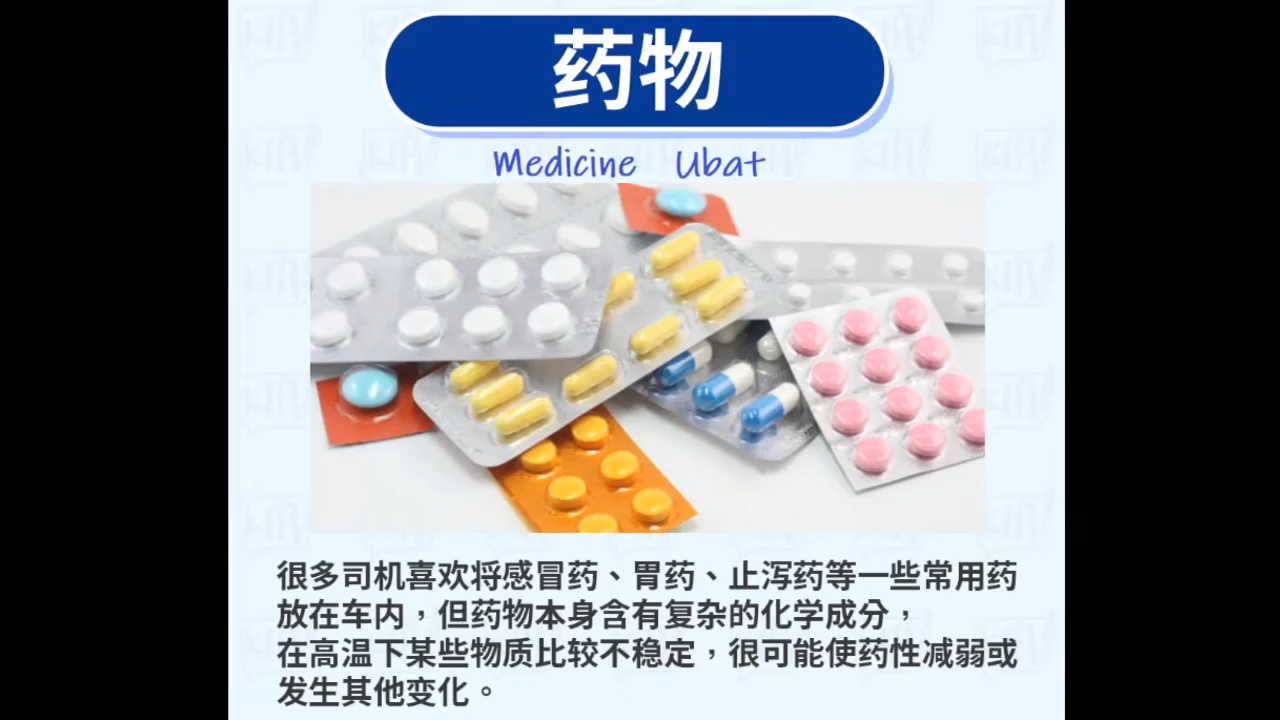 药物
Medicine Ubat
很多司机喜欢将感冒药、胃药、止泻药等一些常用药
放在车内，但药物本身含有复杂的化学成分，
在高温下某些物质比较不稳定，很可能使药性减弱或
发生其他变化。